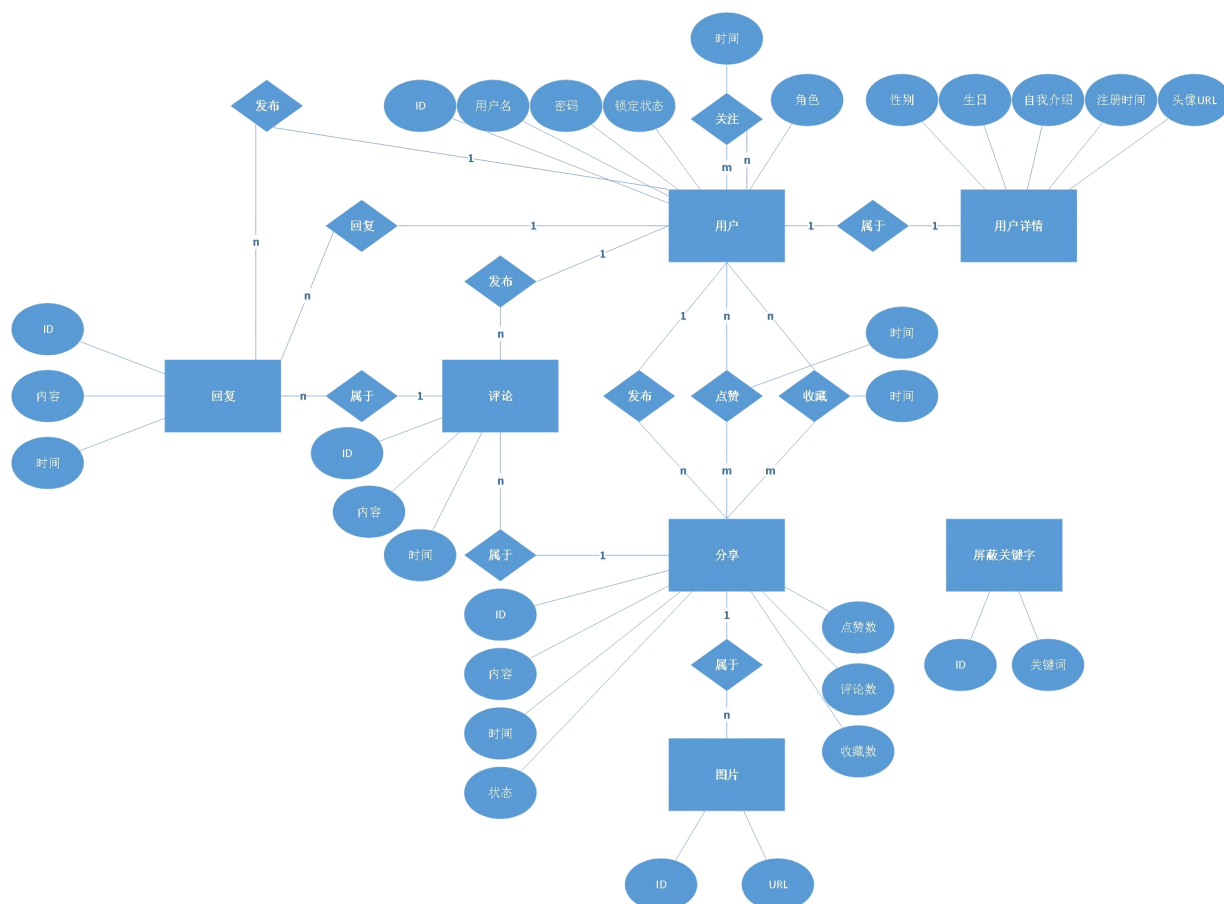 时间
发布
ID
用户名
密码
锁定状态
关注
角色
性别
生日
自我介绍
注册时间
头像URL
1
m
n
回复
1
用户
1
属于
1
用户详情
n
发布
1
n
1
n
n
n
时间
ID
内容
时间
回复
n
属于
1
评论
发布
点赞
收藏
时间
ID
内容
时间
n
n
m
m
属于
1
分享
屏蔽关键字
ID
内容
时间
状态
1
点赞数
评论数
收藏数
ID
关键词
属于
n
图片
ID
URL